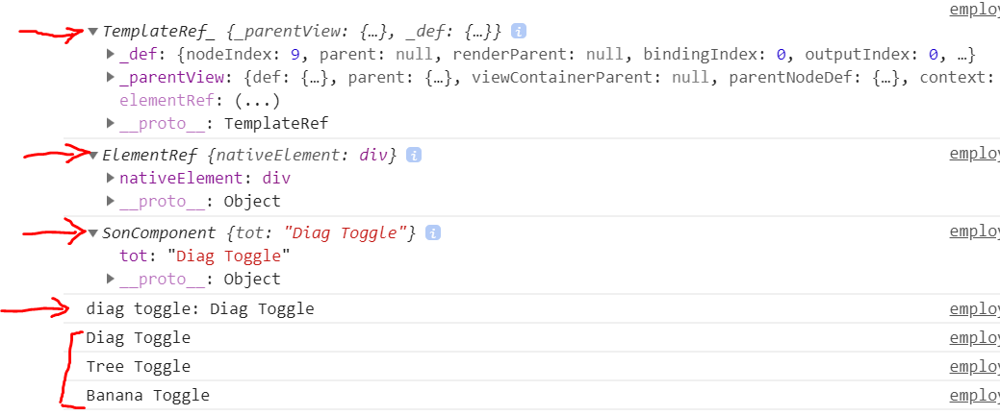 employ
TemplateRef_ {_parentView: {…}, _def: {…}} i
_def: {nodeIndex: 9, parent: null, renderParent: null, bindingIndex: 0, outputIndex: 0, …}
_parentView: {def: {…}, parent: {…}, viewContainerParent: null, parentNodeDef: {…}, context:
elementRef: (...)
__proto__: TemplateRef
ElementRef {nativeElement: div} i employ
nativeElement: div
__proto__: Object
SonComponent {tot: "Diag Toggle"} i employ
tot: "Diag Toggle"
__proto__: Object
diag toggle: Diag Toggle employ
Diag Toggle employ
Tree Toggle employ
Banana Toggle employ